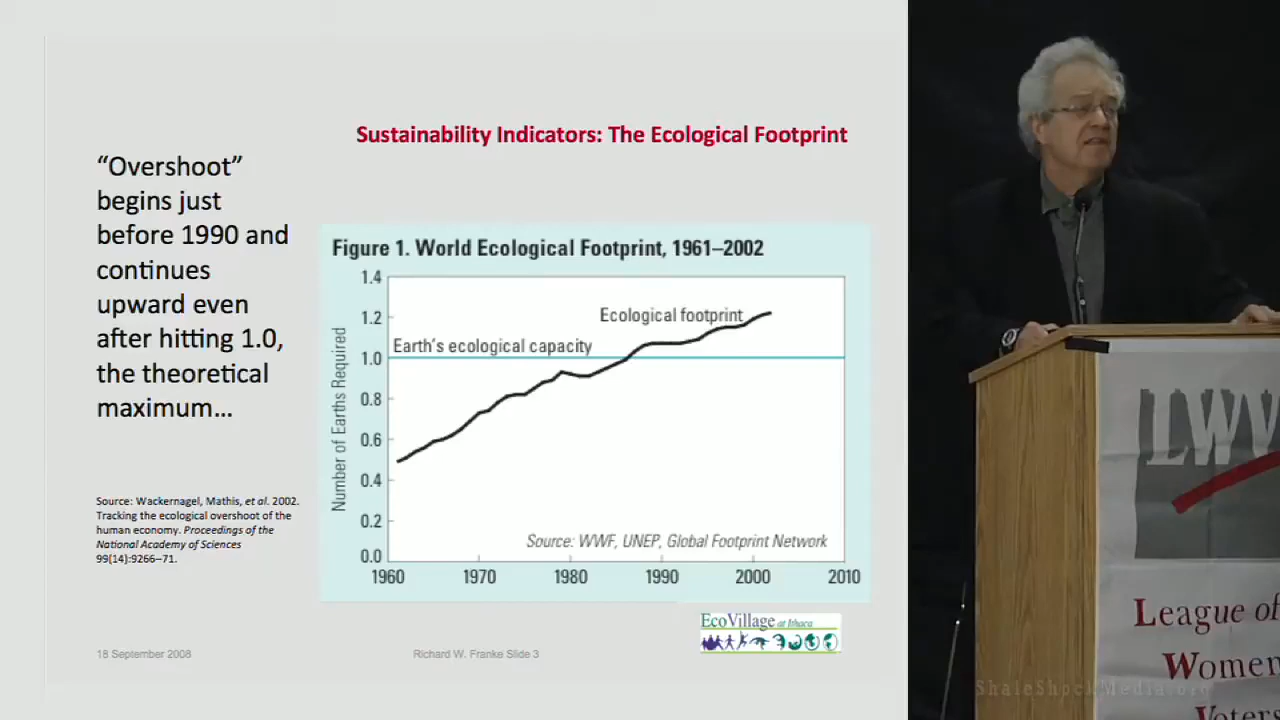 Sustainability Indicators: The Ecological Footprint
“Overshoot”
begins just
before 1990 and
continues
upward even
after hitting 1.0,
the theoretical
maximum…
Source: Wackernagel, Mathis, et al. 2002.
Tracking the ecological overshoot of the
human economy. Proceedings of the
National Academy of Sciences
99(14):9266–71.
Figure 1. World Ecological Footprint, 1961–2002
Number of Earths Required
1.4
1.2
1.0
0.8
0.6
0.4
0.2
0.0
Ecological footprint
Earth’s ecological capacity
Source: WWF, UNEP, Global Footprint Network
1960 1970 1980 1990 2000 2010
EcoVillage at Ithaca
18 September 2008
Richard W. Franke Slide 3
LWV
League of
Women
Voters
ShaleShockMedia.org